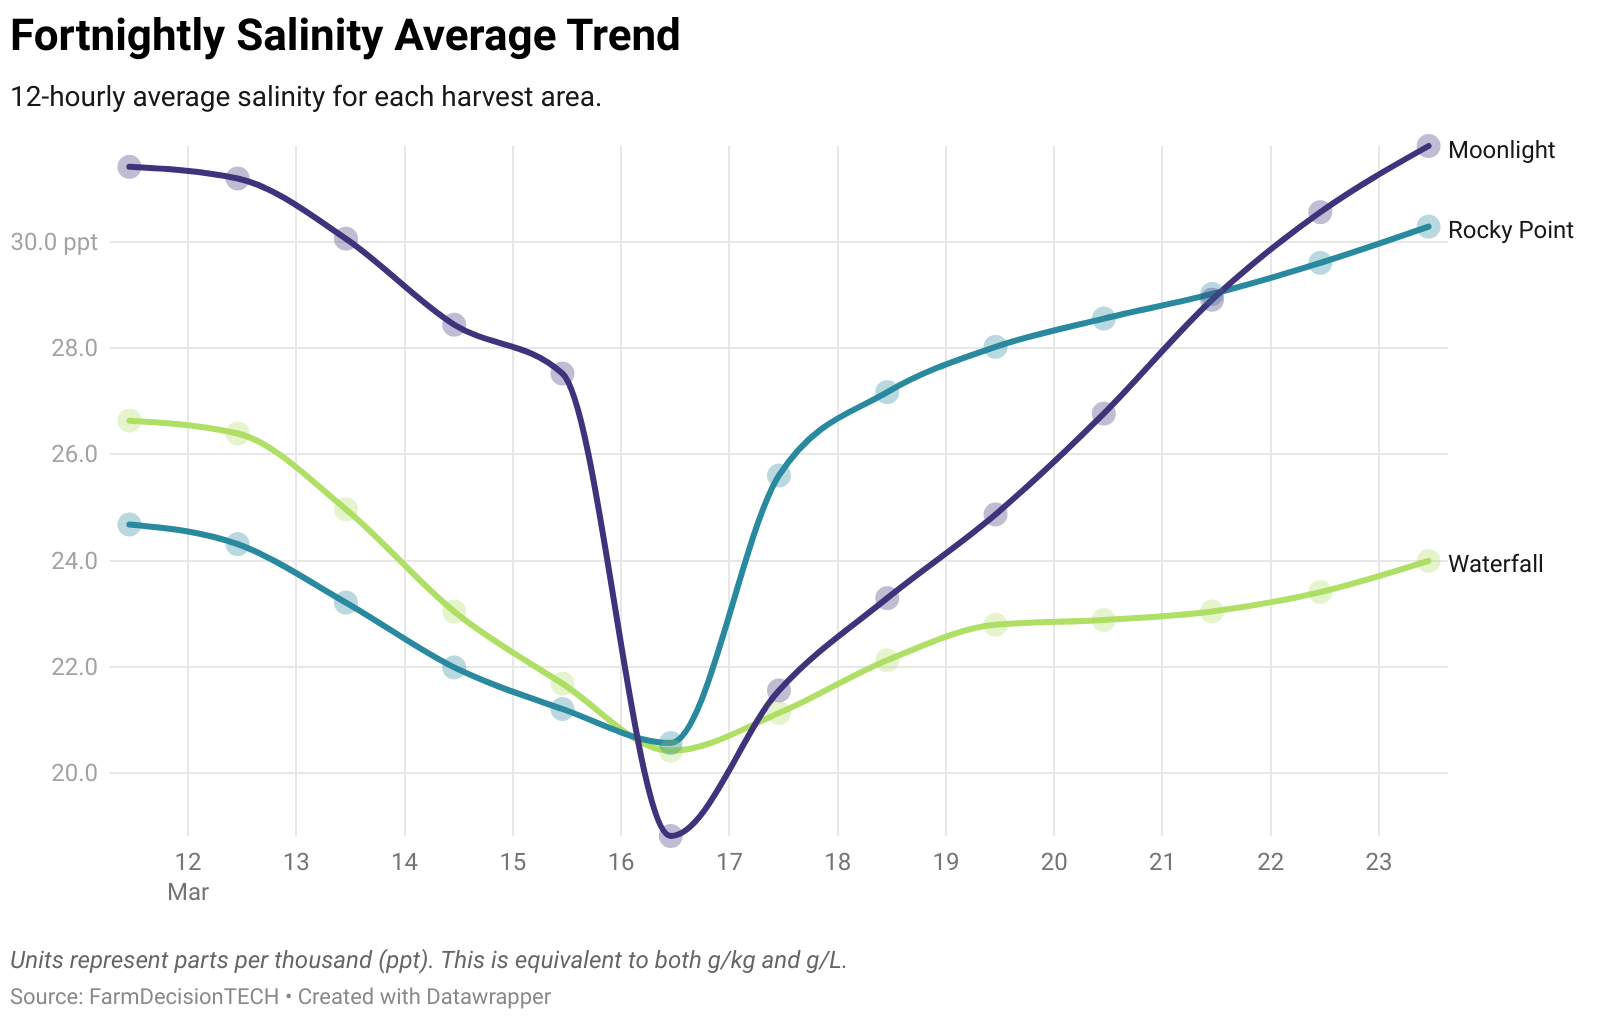 Fortnightly Salinity Average Trend
12-hourly average salinity for each harvest area.
Moonlight
Rocky Point
30.0 ppt
28.0
26.0
24.0
Waterfall
22.0
20.0
12 13 14 15 16 17 18 19 20 21 22 23
Mar
Units represent parts per thousand (ppt). This is equivalent to both g/kg and g/L.
Source: FarmDecisionTECH • Created with Datawrapper